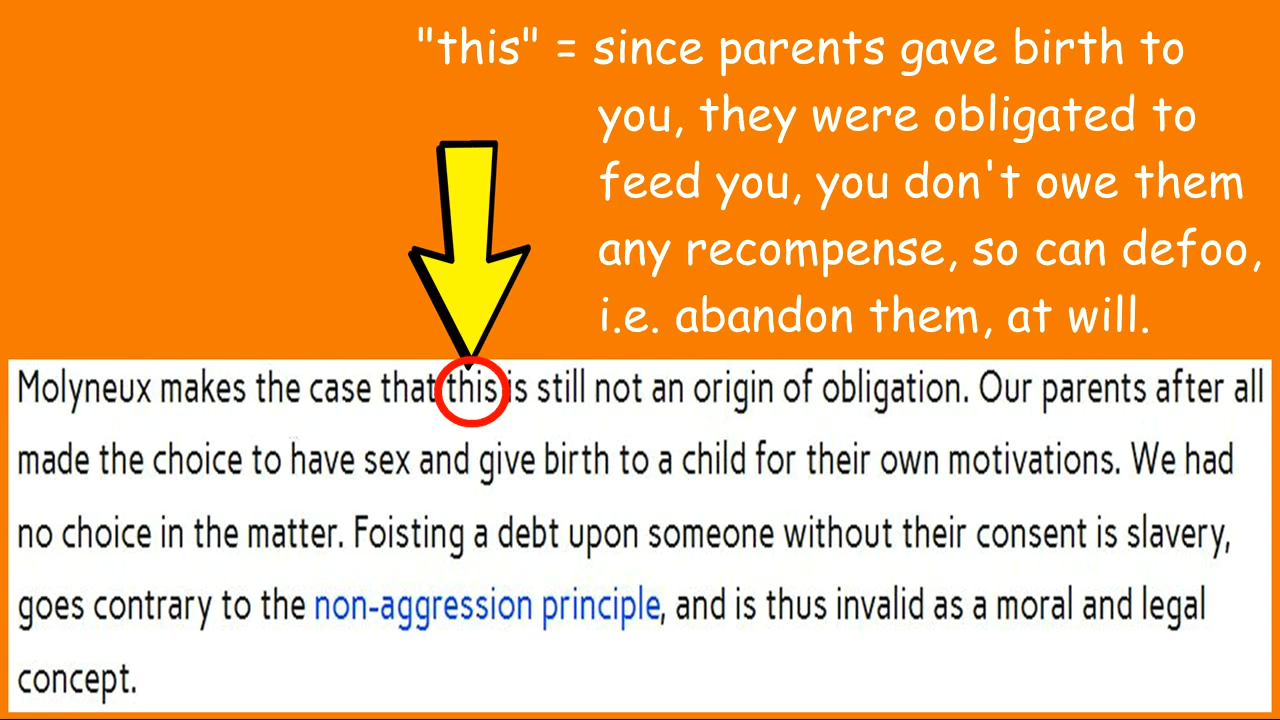 "this" = since parents gave birth to
you, they were obligated to
feed you, you don't owe them
any recompense, so can defoo,
i.e. abandon them, at will.
Molyneux makes the case that this is still not an origin of obligation. Our parents after all
made the choice to have sex and give birth to a child for their own motivations. We had
no choice in the matter. Foisting a debt upon someone without their consent is slavery,
goes contrary to the non-aggression principle, and is thus invalid as a moral and legal
concept.